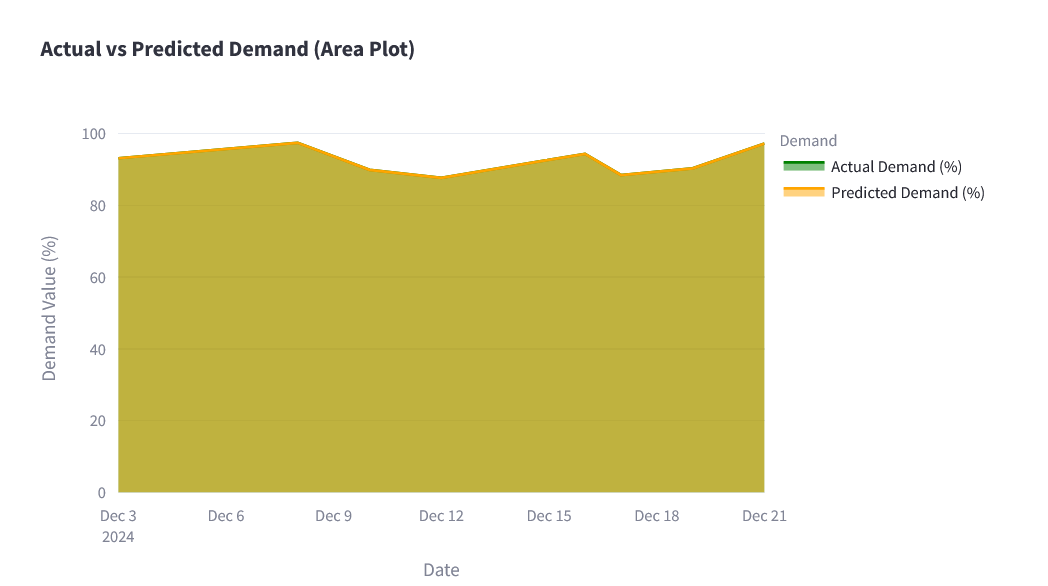 Actual vs Predicted Demand (Area Plot)
Demand
Actual Demand (%)
Predicted Demand (%)
Demand Value (%)
100
80
60
40
20
0
Dec 3 Dec 6 Dec 9 Dec 12 Dec 15 Dec 18 Dec 21
2024
Date